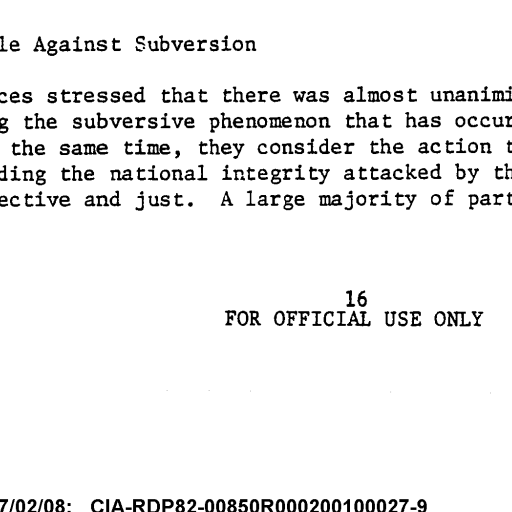 le Against Subversion
ces stressed that there was almost unanimi
g the subversive phenomenon that has occur
the same time, they consider the action t
ding the national integrity attacked by th
ective and just. A large majority of part
16
FOR OFFICIAL USE ONLY
7/02/08: CIA-RDP82-00850R000200100027-9